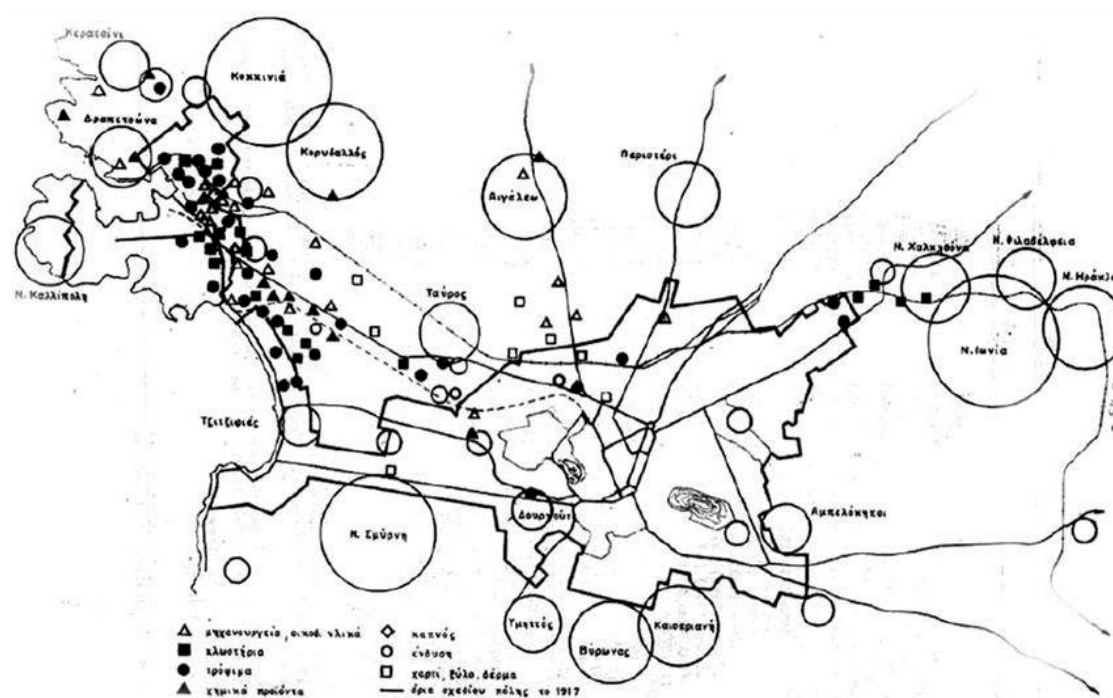 Κερατσίνι
Κοκκινιά
Δραπετσώνα
Κορυδαλλός
Αιγάλεω
Περιστέρι
Ν. Χαλκηδόνα
Ν. Φιλαδέλφεια
Ν. Ηράκλει
Ν. Καλλίπολη
Ταύρος
Ν. Ιωνία
Τζιτζιφιές
Δουργούτι
Αμπελόκηποι
Ν. Σμύρνη
Υμηττός
Βύρωνας
Καισαριανή
μηχανουργεία, οικοδ. υλικά
κλωστήρια
τρόφιμα
χημικά προϊόντα
καπνός
ένδυση
χαρτί, ξύλο, δέρμα
όρια σχεδίου πόλης το 1917